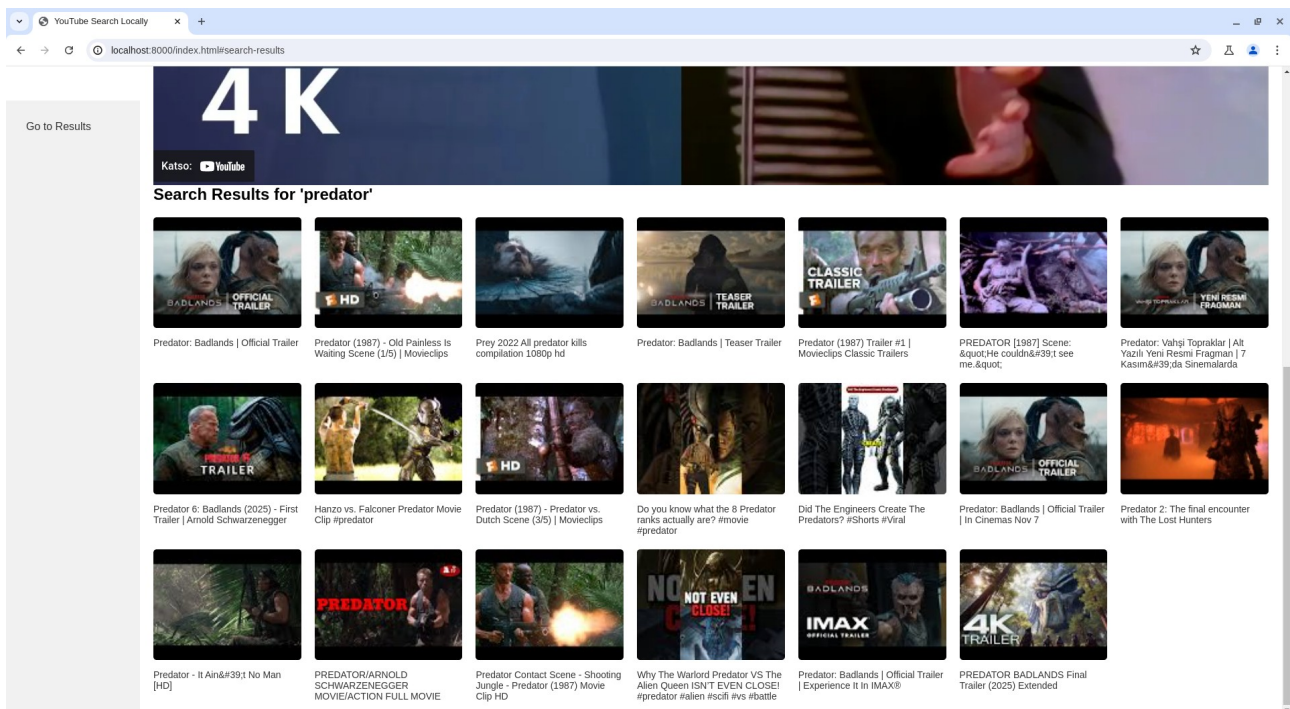 YouTube Search Locally
localhost:8000/index.html#search-results
Go to Results
4 K
Katso: YouTube
Search Results for 'predator'
BADLANDS | OFFICIAL TRAILER
HD
BADLANDS | TEASER TRAILER
CLASSIC TRAILER
VAHŞİ TOPRAKLAR | YENİ RESMİ FRAGMAN
Predator: Badlands | Official Trailer
Predator (1987) - Old Painless Is
Waiting Scene (1/5) | Movieclips
Prey 2022 All predator kills
compilation 1080p hd
Predator: Badlands | Teaser Trailer
Predator (1987) Trailer #1 |
Movieclips Classic Trailers
PREDATOR [1987] Scene:
&quot;He couldn&#39;t see
me.&quot;
Predator: Vahşi Topraklar | Alt
Yazılı Yeni Resmi Fragman | 7
Kasım&#39;da Sinemalarda
TRAILER
HD
CREATE
BADLANDS | OFFICIAL TRAILER
Predator 6: Badlands (2025) - First
Trailer | Arnold Schwarzenegger
Hanzo vs. Falconer Predator Movie
Clip #predator
Predator (1987) - Predator vs.
Dutch Scene (3/5) | Movieclips
Do you know what the 8 Predator
ranks actually are? #movie
#predator
Did The Engineers Create The
Predators? #Shorts #Viral
Predator: Badlands | Official Trailer
| In Cinemas Nov 7
Predator 2: The final encounter
with The Lost Hunters
PREDATOR
NOT EVEN
CLOSE!
BADLANDS
IMAX
OFFICIAL TRAILER
4K
TRAILER
Predator - It Ain&#39;t No Man
[HD]
PREDATOR/ARNOLD
SCHWARZENEGGER
MOVIE/ACTION FULL MOVIE
Predator Contact Scene - Shooting
Jungle - Predator (1987) Movie
Clip HD
Why The Warlord Predator VS The
Alien Queen ISN'T EVEN CLOSE!
#predator #alien #scifi #vs #battle
Predator: Badlands | Official Trailer
| Experience It In IMAX®
PREDATOR BADLANDS Final
Trailer (2025) Extended